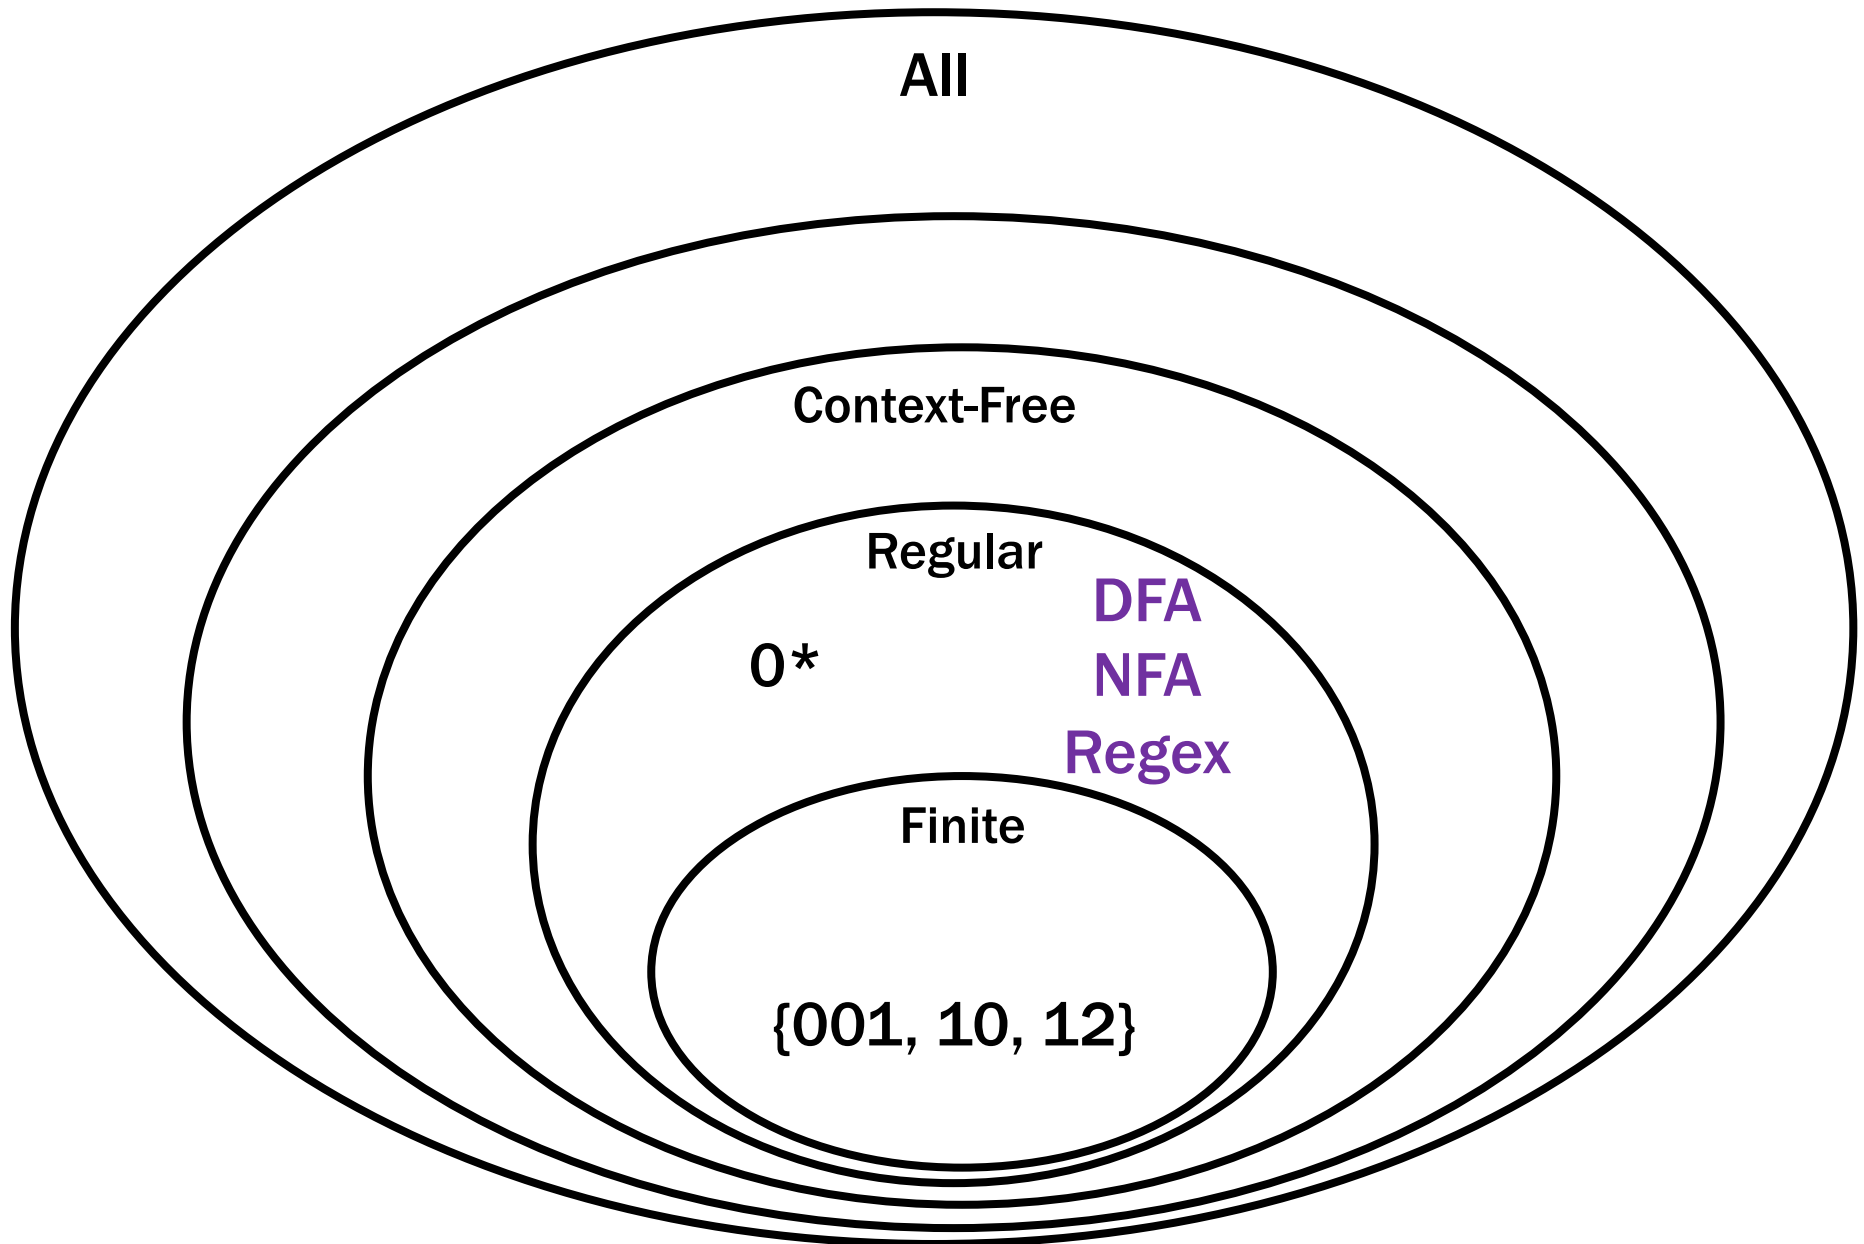 All
Context-Free
Regular
DFA
0*
NFA
Regex
Finite
{001, 10, 12}